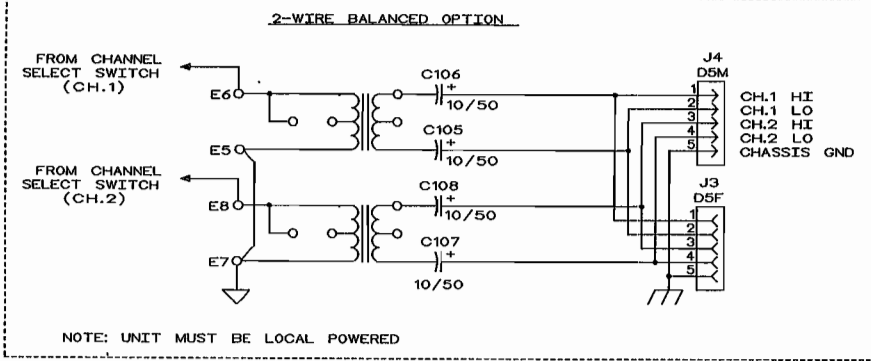 2-WIRE BALANCED OPTION
FROM CHANNEL
SELECT SWITCH
(CH.1)
E6
C106
+
10/50
J4
D5M
1
2
3
4
5
CH.1 HI
CH.1 LO
CH.2 HI
CH.2 LO
CHASSIS GND
E5
C105
+
10/50
FROM CHANNEL
SELECT SWITCH
(CH.2)
E8
C108
+
10/50
J3
D5F
1
2
3
4
5
E7
C107
+
10/50
NOTE: UNIT MUST BE LOCAL POWERED